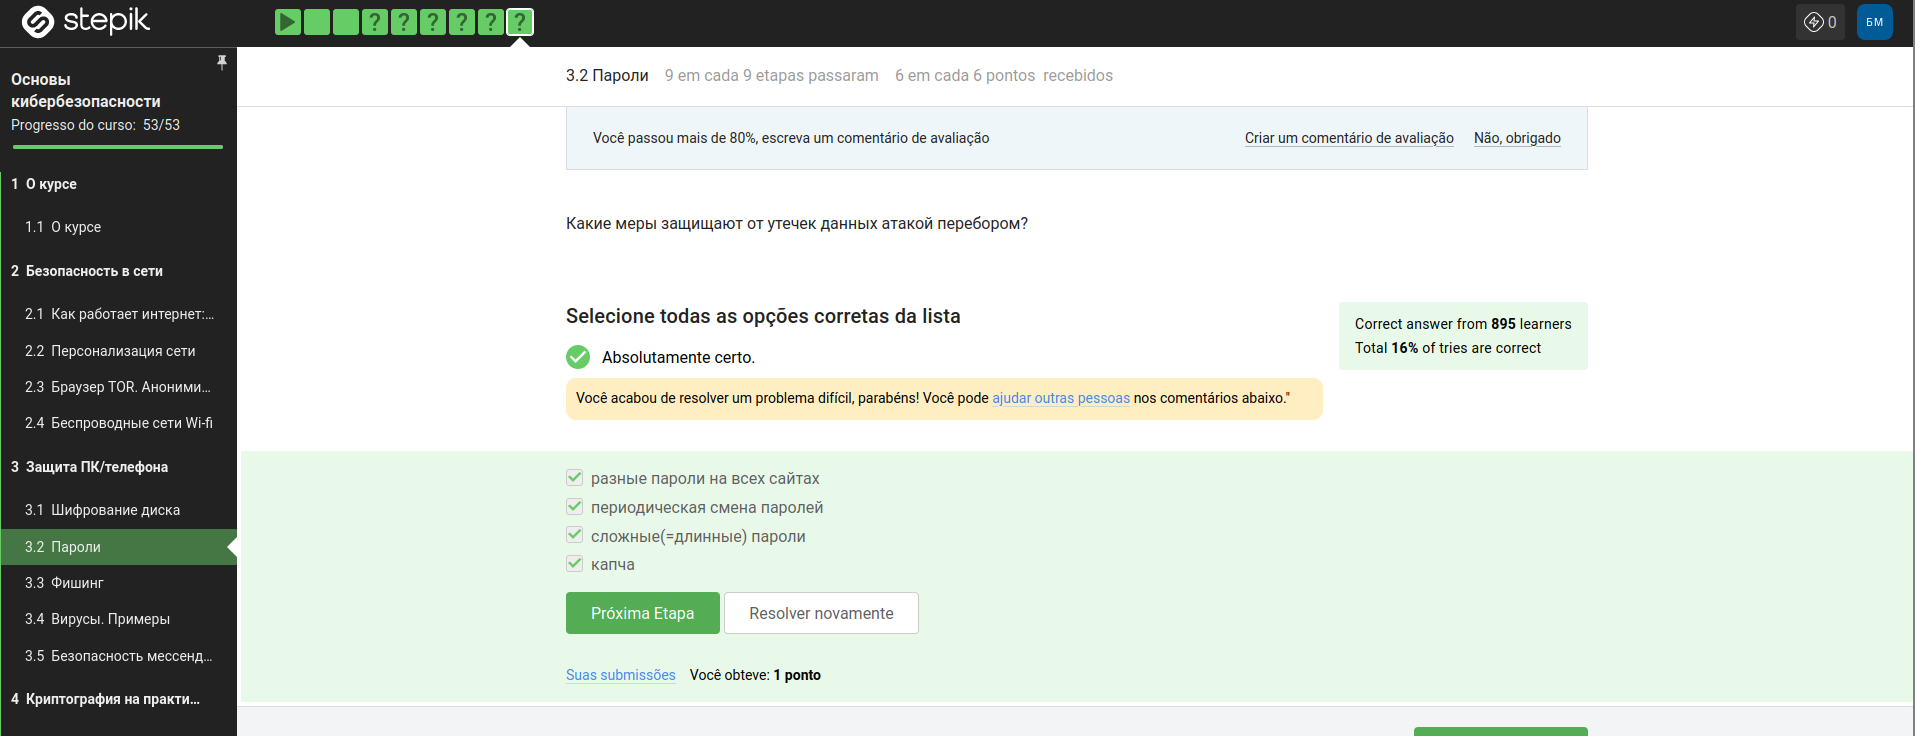 stepik
? ? ? ? ? ?
0
БМ
Основы
кибербезопасности
Progresso do curso: 53/53
1 О курсе
1.1 О курсе
2 Безопасность в сети
2.1 Как работает интернет:...
2.2 Персонализация сети
2.3 Браузер TOR. Аноними...
2.4 Беспроводные сети Wi-fi
3 Защита ПК/телефона
3.1 Шифрование диска
3.2 Пароли
3.3 Фишинг
3.4 Вирусы. Примеры
3.5 Безопасность мессенд...
4 Криптография на практи...
3.2 Пароли 9 em cada 9 etapas passaram 6 em cada 6 pontos recebidos
Você passou mais de 80%, escreva um comentário de avaliação
Criar um comentário de avaliação Não, obrigado
Какие меры защищают от утечек данных атакой перебором?
Selecione todas as opções corretas da lista
Absolutamente certo.
Você acabou de resolver um problema difícil, parabéns! Você pode ajudar outras pessoas nos comentários abaixo."
Correct answer from 895 learners
Total 16% of tries are correct
разные пароли на всех сайтах
периодическая смена паролей
сложные(=длинные) пароли
капча
Próxima Etapa Resolver novamente
Suas submissões Você obteve: 1 ponto